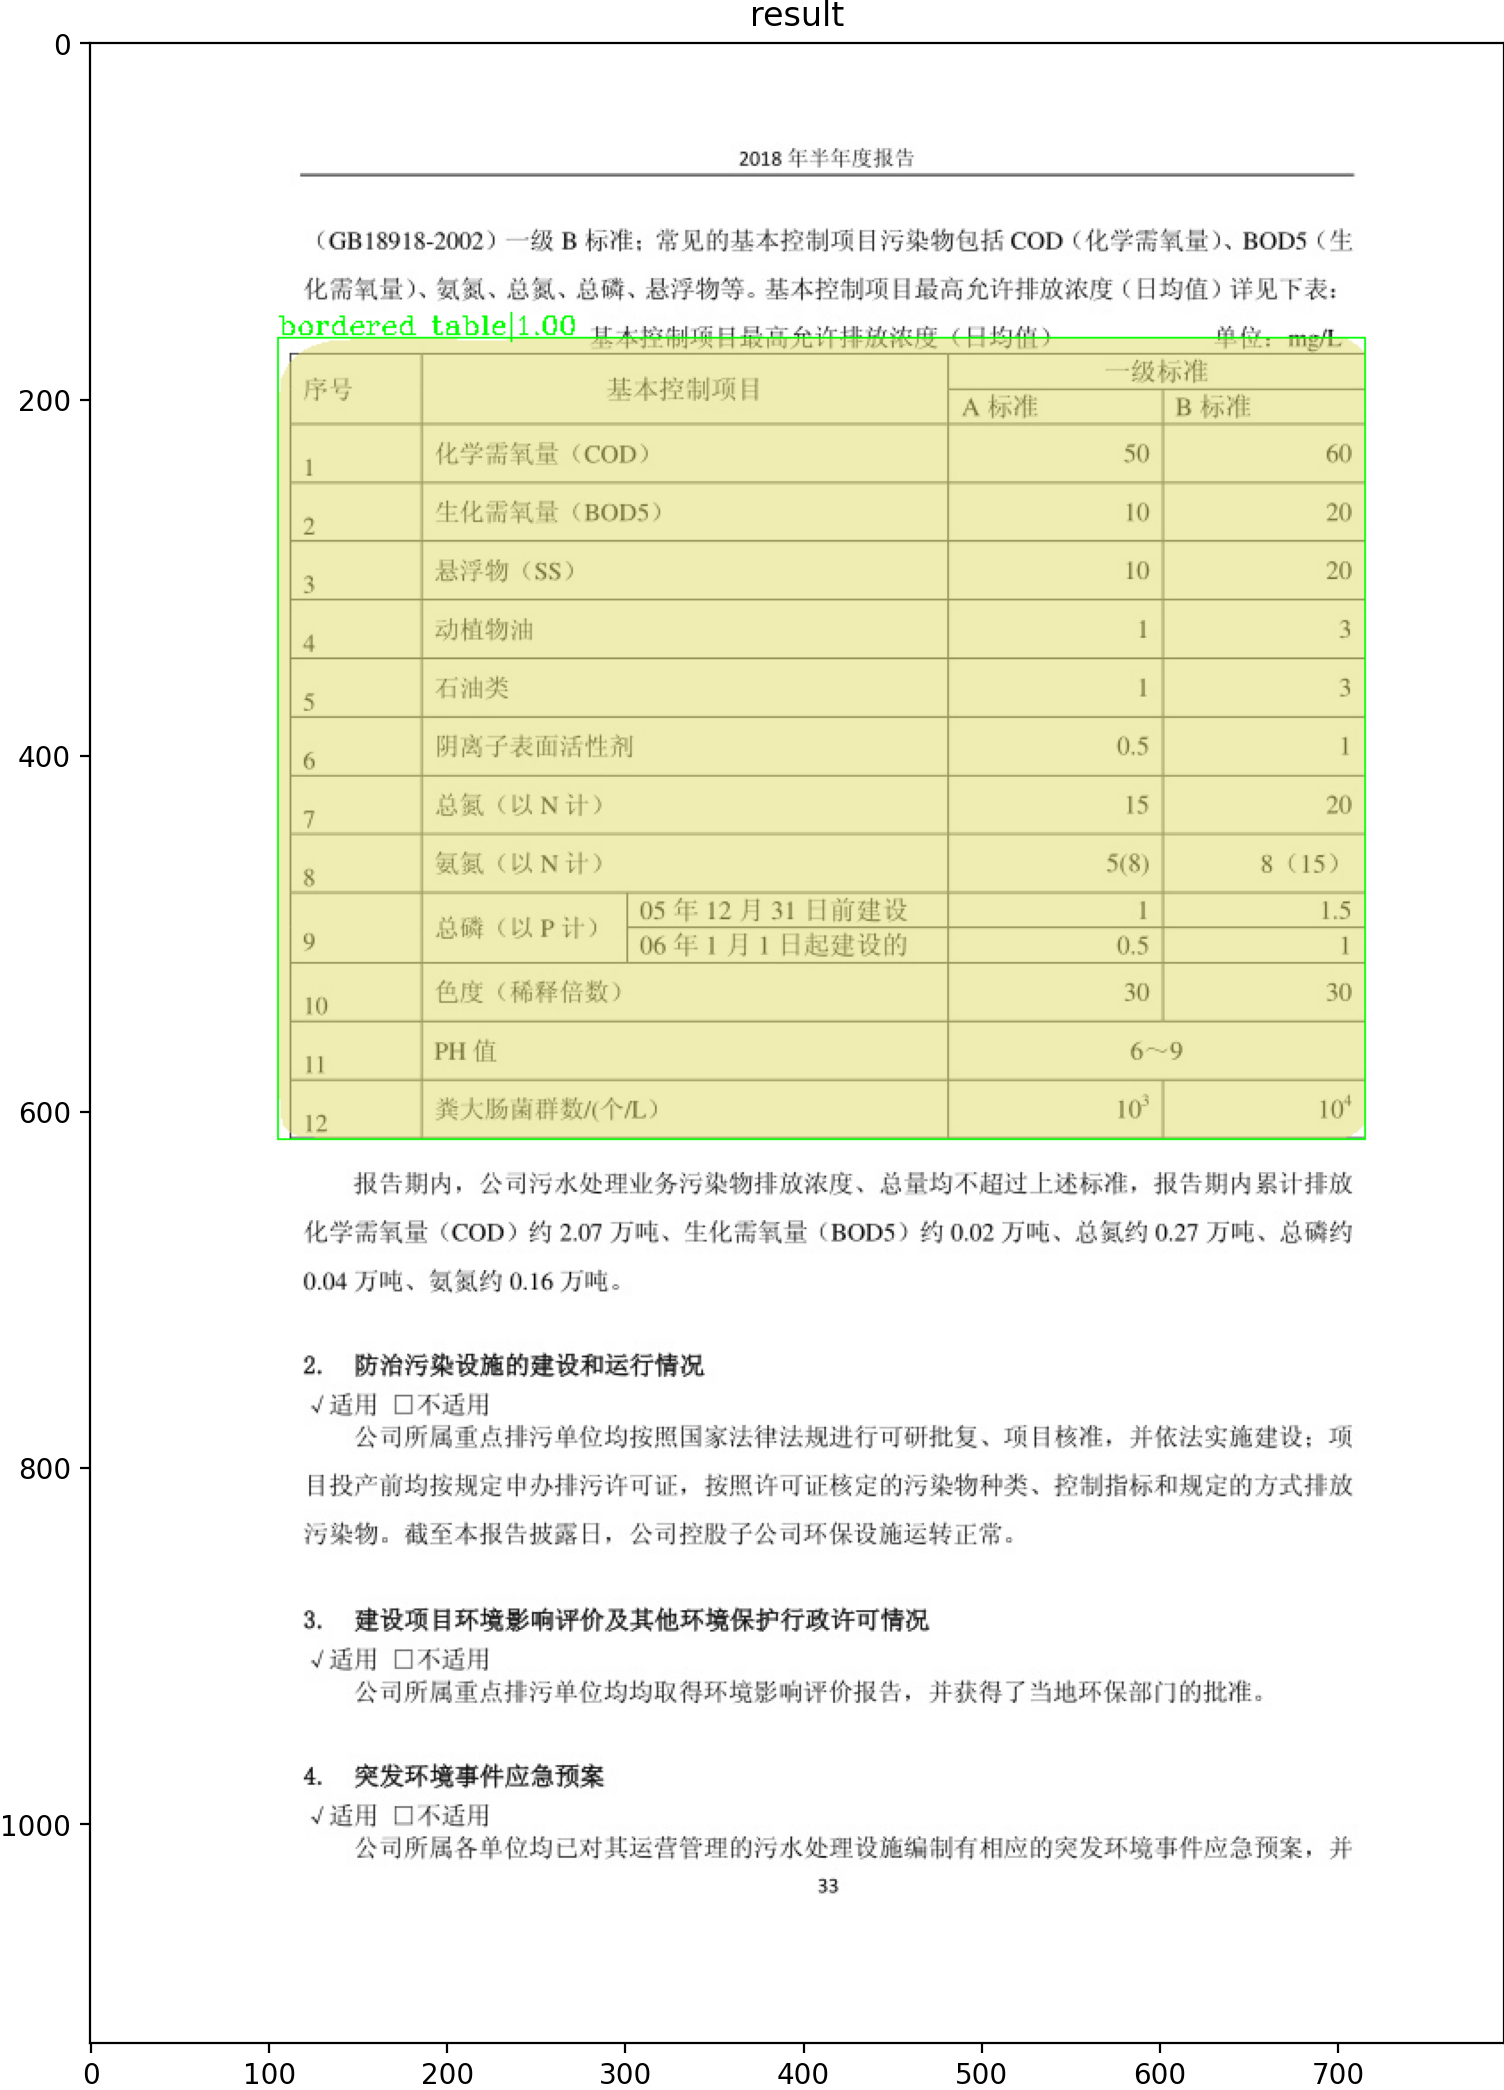 result
2018 年半年度报告
（GB18918-2002）一级 B 标准；常见的基本控制项目污染物包括 COD（化学需氧量）、BOD5（生
化需氧量）、氨氮、总氮、总磷、悬浮物等。基本控制项目最高允许排放浓度（日均值）详见下表：
bordered_table|1.00
基本控制项目最高允许排放浓度（日均值） 单位：mg/L
序号 基本控制项目 一级标准
A 标准 B 标准
1 化学需氧量（COD） 50 60
2 生化需氧量（BOD5） 10 20
3 悬浮物（SS） 10 20
4 动植物油 1 3
5 石油类 1 3
6 阴离子表面活性剂 0.5 1
7 总氮（以 N 计） 15 20
8 氨氮（以 N 计） 5(8) 8（15）
9 总磷（以 P 计） 05 年 12 月 31 日前建设 1 1.5
06 年 1 月 1 日起建设的 0.5 1
10 色度（稀释倍数） 30 30
11 PH 值 6～9
12 粪大肠菌群数/(个/L） 10³ 10⁴
报告期内，公司污水处理业务污染物排放浓度、总量均不超过上述标准，报告期内累计排放
化学需氧量（COD）约 2.07 万吨、生化需氧量（BOD5）约 0.02 万吨、总氮约 0.27 万吨、总磷约
0.04 万吨、氨氮约 0.16 万吨。
2. 防治污染设施的建设和运行情况
√适用 □不适用
公司所属重点排污单位均按照国家法律法规进行可研批复、项目核准，并依法实施建设；项
目投产前均按规定申办排污许可证，按照许可证核定的污染物种类、控制指标和规定的方式排放
污染物。截至本报告披露日，公司控股子公司环保设施运转正常。
3. 建设项目环境影响评价及其他环境保护行政许可情况
√适用 □不适用
公司所属重点排污单位均均取得环境影响评价报告，并获得了当地环保部门的批准。
4. 突发环境事件应急预案
√适用 □不适用
公司所属各单位均已对其运营管理的污水处理设施编制有相应的突发环境事件应急预案，并
33
0
200
400
600
800
1000
0 100 200 300 400 500 600 700